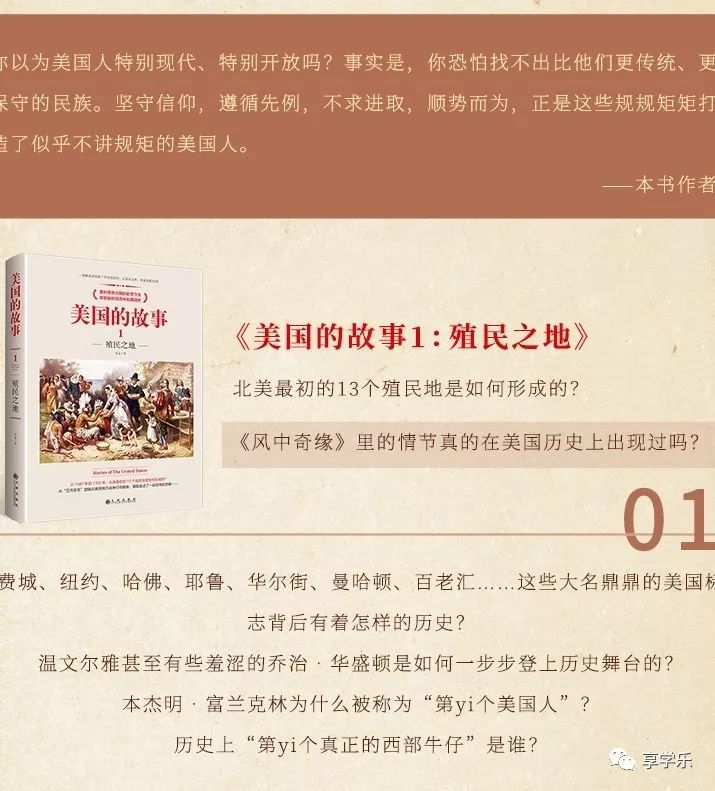 你以为美国人特别现代、特别开放吗？事实是，你恐怕找不出比他们更传统、更
保守的民族。坚守信仰，遵循先例，不求进取，顺势而为，正是这些规规矩矩打
造了似乎不讲规矩的美国人。
——本书作者
美国的故事
1
殖民之地
美国的故事
1
—殖民之地—
Stories of The United States
《美国的故事1：殖民之地》
北美最初的13个殖民地是如何形成的？
《风中奇缘》里的情节真的在美国历史上出现过吗？
01
费城、纽约、哈佛、耶鲁、华尔街、曼哈顿、百老汇……这些大名鼎鼎的美国标
志背后有着怎样的历史？
温文尔雅甚至有些羞涩的乔治·华盛顿是如何一步步登上历史舞台的？
本杰明·富兰克林为什么被称为“第yi个美国人”？
历史上“第yi个真正的西部牛仔”是谁？
享学乐